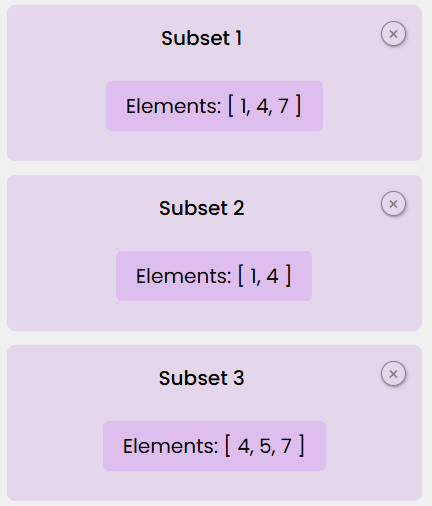 Subset 1
Elements: [ 1, 4, 7 ]
Subset 2
Elements: [ 1, 4 ]
Subset 3
Elements: [ 4, 5, 7 ]